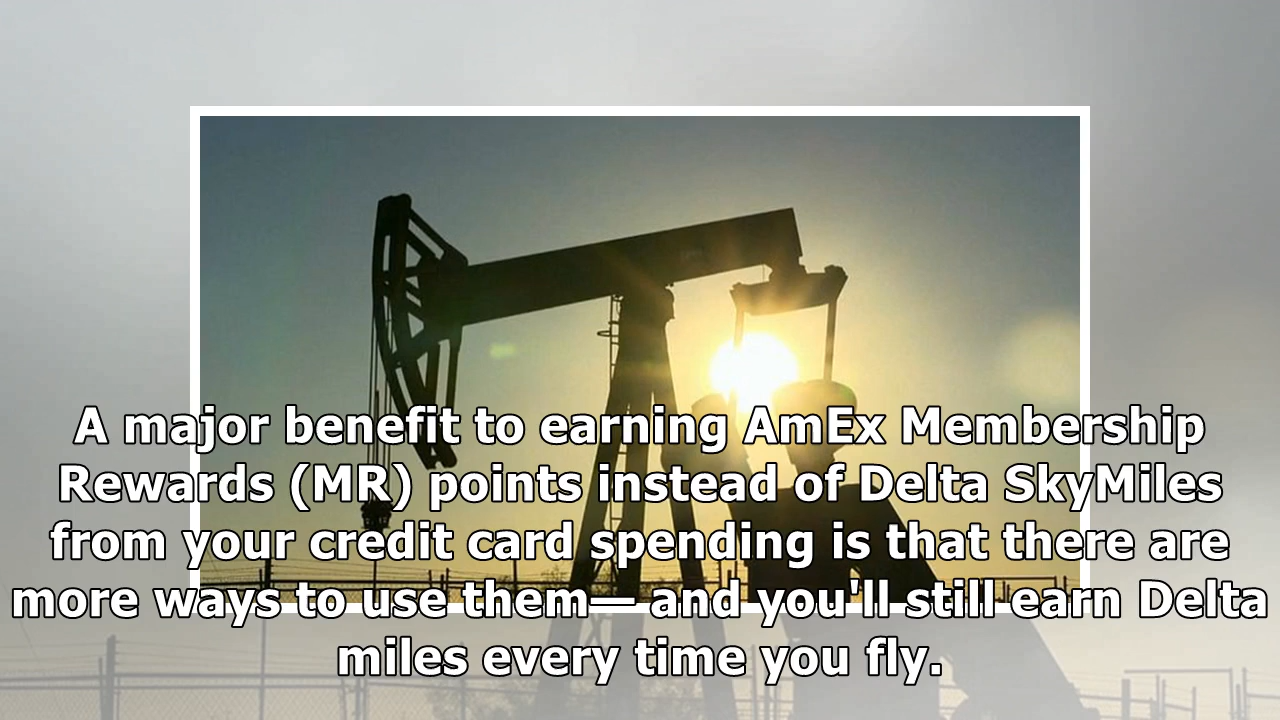 A major benefit to earning AmEx Membership
Rewards (MR) points instead of Delta SkyMiles
from your credit card spending is that there are
more ways to use them— and you'll still earn Delta
miles every time you fly.